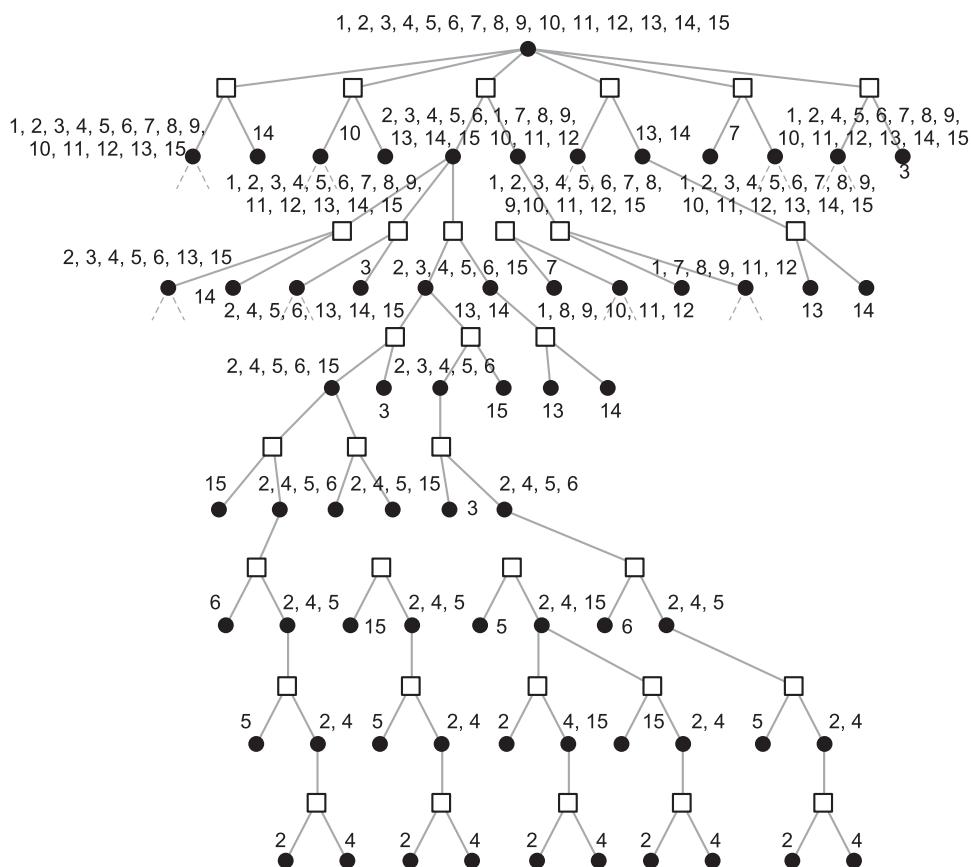 1, 2, 3, 4, 5, 6, 7, 8, 9, 10, 11, 12, 13, 14, 15
1, 2, 3, 4, 5, 6, 7, 8, 9,
10, 11, 12, 13, 15
14
10
2, 3, 4, 5, 6,
13, 14, 15
1, 7, 8, 9,
10, 11, 12
13, 14
7
1, 2, 4, 5, 6, 7, 8, 9,
10, 11, 12, 13, 14, 15
3
1, 2, 3, 4, 5, 6, 7, 8, 9,
11, 12, 13, 14, 15
1, 2, 3, 4, 5, 6, 7, 8,
9,10, 11, 12, 15
1, 2, 3, 4, 5, 6, 7, 8, 9,
10, 11, 12, 13, 14, 15
2, 3, 4, 5, 6, 13, 15
14
3
2, 4, 5, 6, 13, 14, 15
2, 3, 4, 5, 6, 15
13, 14
7
1, 8, 9, 10, 11, 12
1, 7, 8, 9, 11, 12
13
14
2, 4, 5, 6, 15
3
2, 3, 4, 5, 6
15
13
14
15
2, 4, 5, 6
2, 4, 5, 15
3
2, 4, 5, 6
6
2, 4, 5
15
2, 4, 5
5
2, 4, 15
6
2, 4, 5
5
2, 4
5
2, 4
2
4, 15
15
2, 4
5
2, 4
2
4
2
4
2
4
2
4
2
4